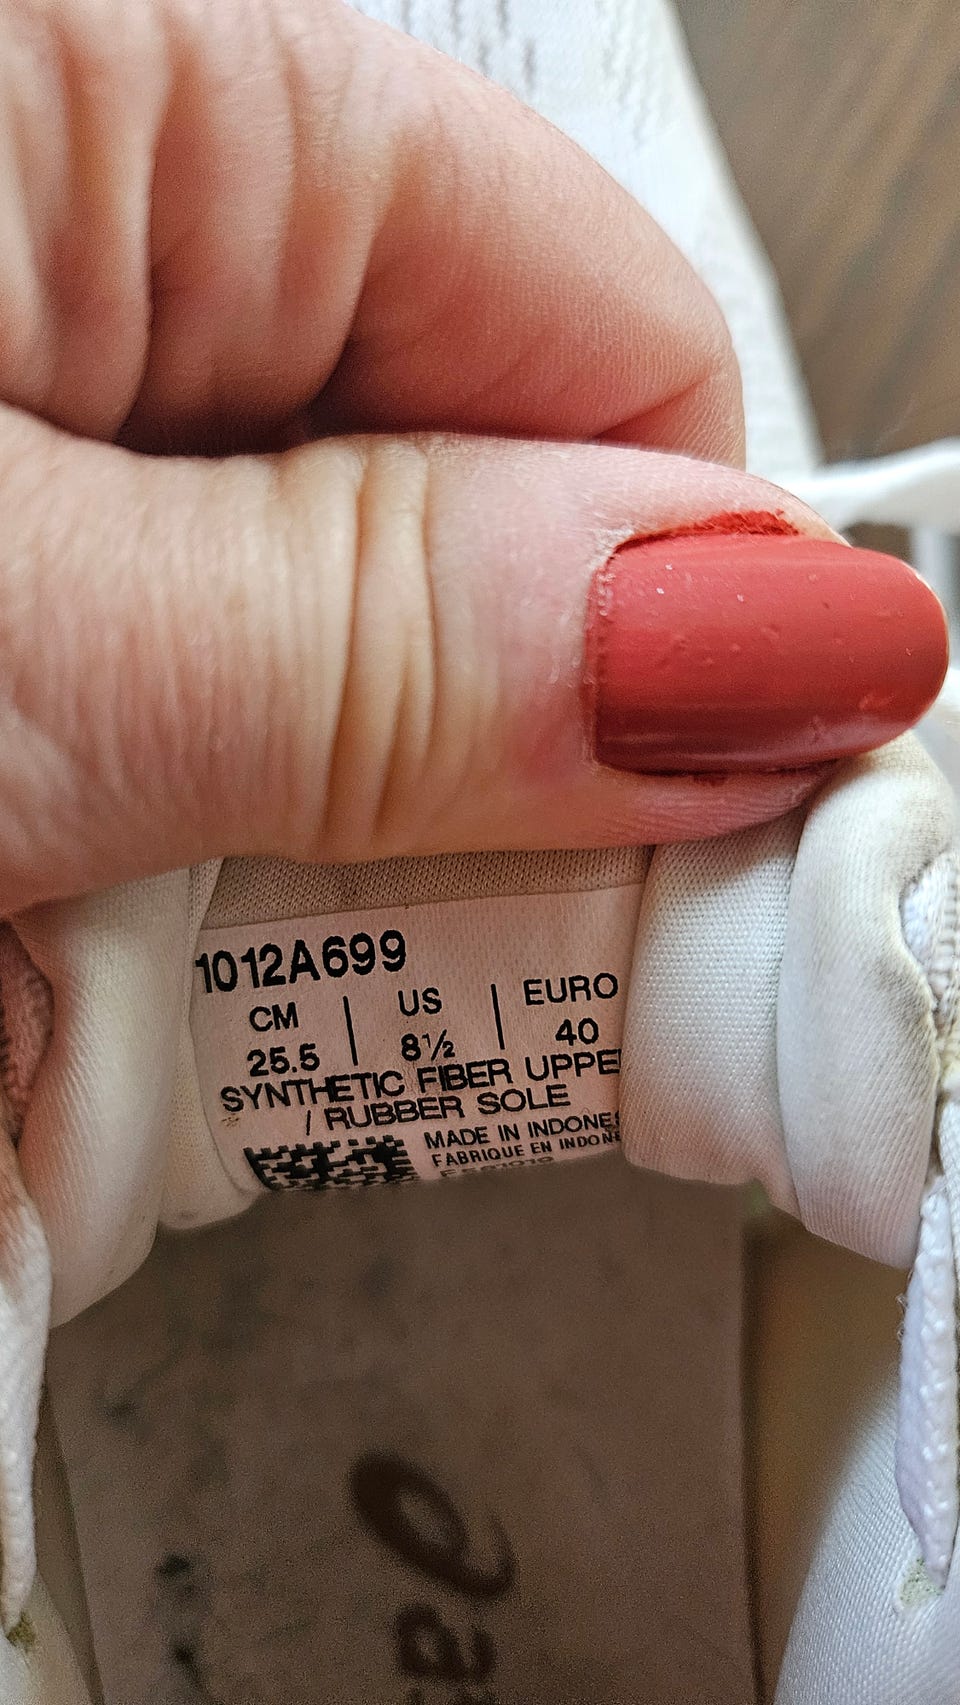 1012A699
CM | US | EURO
25.5 | 8½ | 40
SYNTHETIC FIBER UPPE
/ RUBBER SOLE
MADE IN INDONES
FABRIQUE EN INDONE